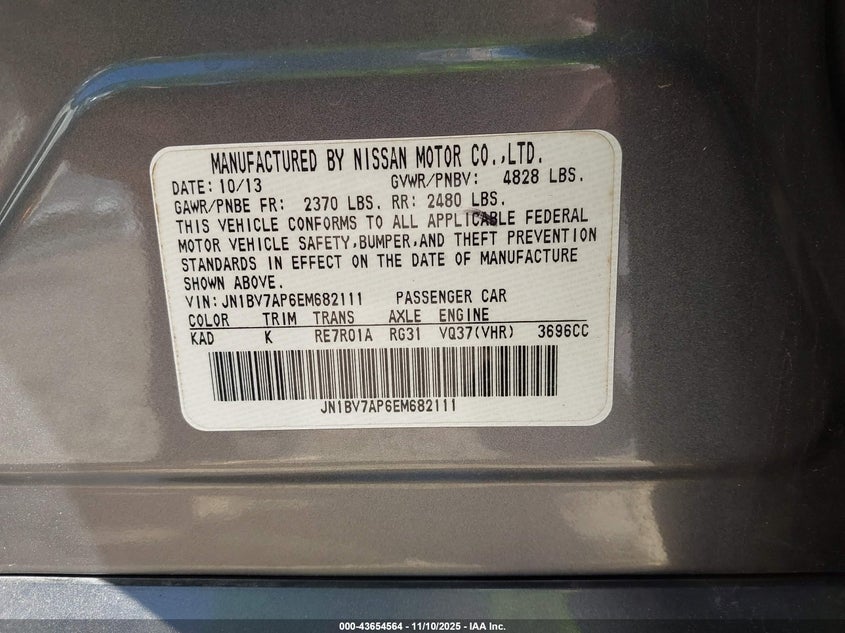 MANUFACTURED BY NISSAN MOTOR CO.,LTD.
DATE: 10/13 GVWR/PNBV: 4828 LBS.
GAWR/PNBE FR: 2370 LBS. RR: 2480 LBS.
THIS VEHICLE CONFORMS TO ALL APPLICABLE FEDERAL
MOTOR VEHICLE SAFETY,BUMPER,AND THEFT PREVENTION
STANDARDS IN EFFECT ON THE DATE OF MANUFACTURE
SHOWN ABOVE.
VIN:JN1BV7AP6EM682111 PASSENGER CAR
COLOR TRIM TRANS AXLE ENGINE
KAD K RE7R01A RG31 VQ37(VHR) 3696CC
JN1BV7AP6EM682111
000-43654564 — 11/10/2025 — IAA Inc.